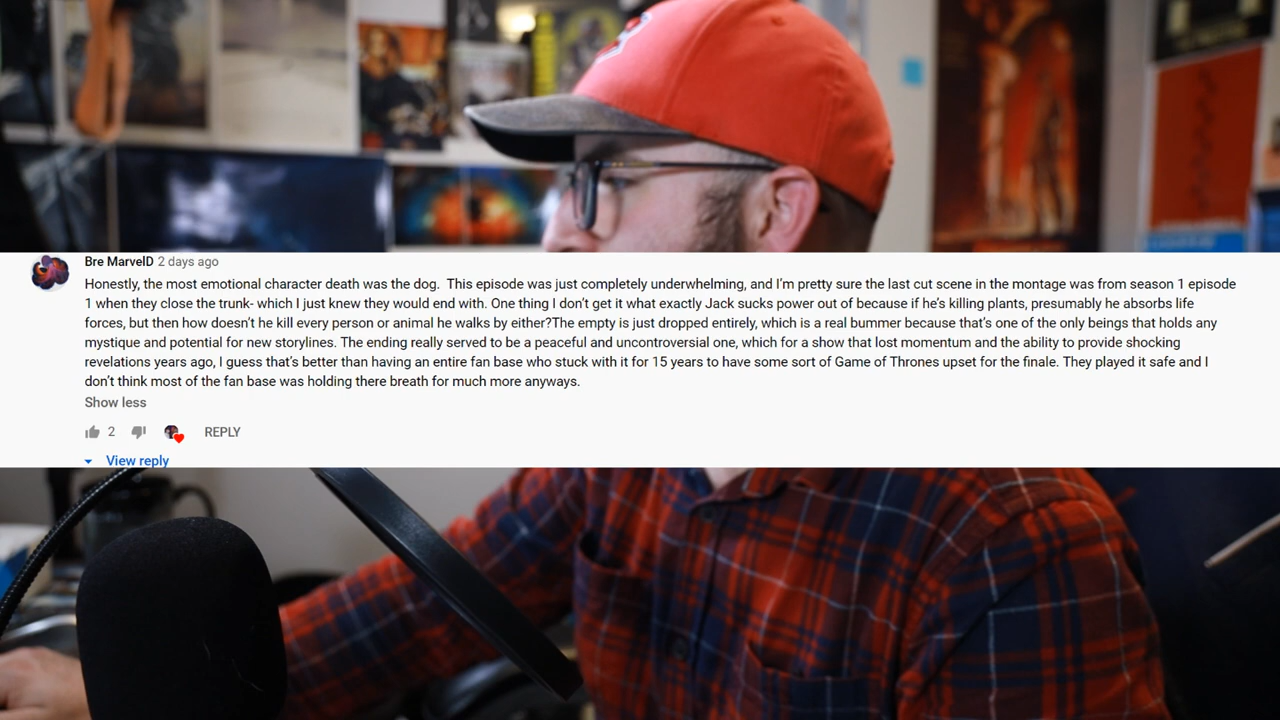 Bre MarvelD 2 days ago
Honestly, the most emotional character death was the dog.  This episode was just completely underwhelming, and I'm pretty sure the last cut scene in the montage was from season 1 episode
1 when they close the trunk- which I just knew they would end with. One thing I don't get it what exactly Jack sucks power out of because if he's killing plants, presumably he absorbs life
forces, but then how doesn't he kill every person or animal he walks by either?The empty is just dropped entirely, which is a real bummer because that's one of the only beings that holds any
mystique and potential for new storylines. The ending really served to be a peaceful and uncontroversial one, which for a show that lost momentum and the ability to provide shocking
revelations years ago, I guess that's better than having an entire fan base who stuck with it for 15 years to have some sort of Game of Thrones upset for the finale. They played it safe and I
don't think most of the fan base was holding there breath for much more anyways.
Show less
2 REPLY
View reply